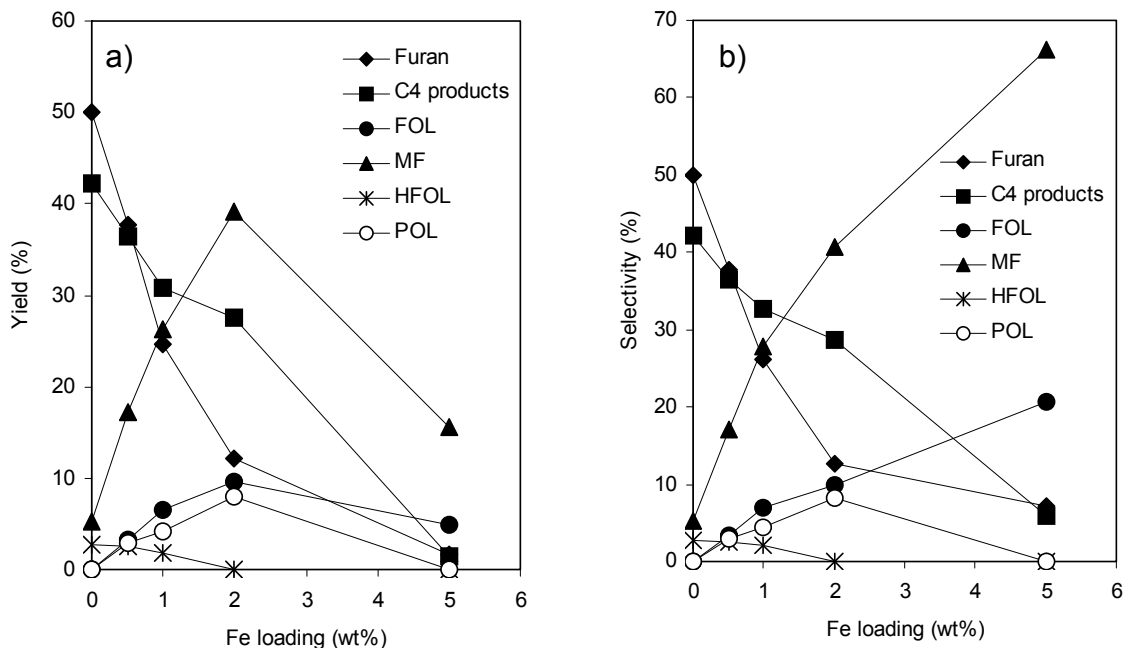 a)
60
50
40
30
20
10
0
Yield (%)
Furan
C4 products
FOL
MF
HFOL
POL
0 1 2 3 4 5 6
Fe loading (wt%)
b)
70
60
50
40
30
20
10
0
Selectivity (%)
Furan
C4 products
FOL
MF
HFOL
POL
0 1 2 3 4 5 6
Fe loading (wt%)